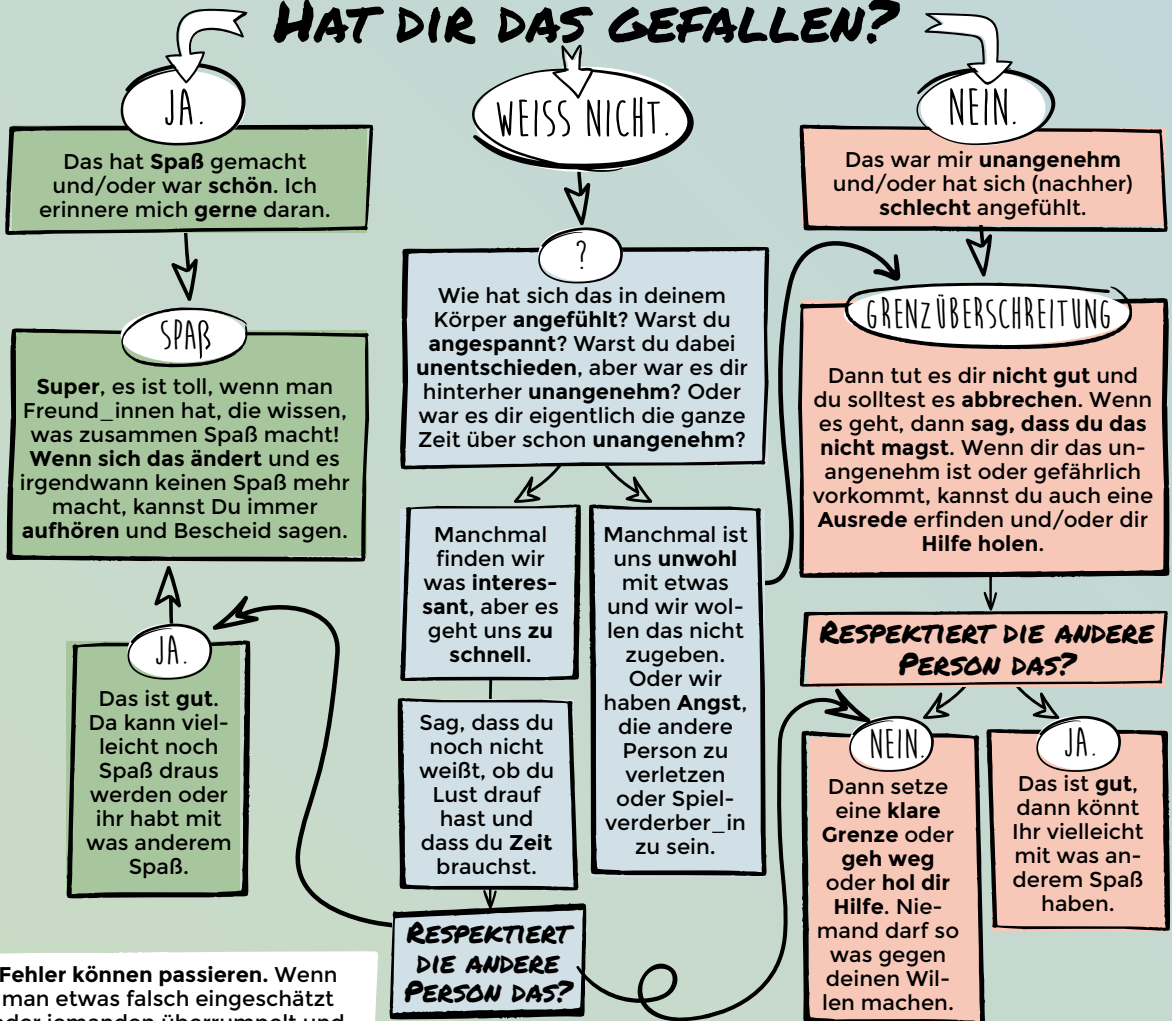 HAT DIR DAS GEFALLEN?
JA.
Das hat Spaß gemacht
und/oder war schön. Ich
erinnere mich gerne daran.
SPAß
Super, es ist toll, wenn man
Freund_innen hat, die wissen,
was zusammen Spaß macht!
Wenn sich das ändert und es
irgendwann keinen Spaß mehr
macht, kannst Du immer
aufhören und Bescheid sagen.
JA.
Das ist gut.
Da kann viel-
leicht noch
Spaß draus
werden oder
ihr habt mit
was anderem
Spaß.
WEISS NICHT.
?
Wie hat sich das in deinem
Körper angefühlt? Warst du
angespannt? Warst du dabei
unentschieden, aber war es dir
hinterher unangenehm? Oder
war es dir eigentlich die ganze
Zeit über schon unangenehm?
Manchmal
finden wir
was interes-
sant, aber es
geht uns zu
schnell.
Sag, dass du
noch nicht
weißt, ob du
Lust drauf
hast und
dass du Zeit
brauchst.
RESPEKTIERT
DIE ANDERE
PERSON DAS?
Manchmal ist
uns unwohl
mit etwas
und wir wol-
len das nicht
zugeben.
Oder wir
haben Angst,
die andere
Person zu
verletzen
oder Spiel-
verderber_in
zu sein.
NEIN.
Das war mir unangenehm
und/oder hat sich (nachher)
schlecht angefühlt.
GRENZÜBERSCHREITUNG
Dann tut es dir nicht gut und
du solltest es abbrechen. Wenn
es geht, dann sag, dass du das
nicht magst. Wenn dir das un-
angenehm ist oder gefährlich
vorkommt, kannst du auch eine
Ausrede erfinden und/oder dir
Hilfe holen.
RESPEKTIERT DIE ANDERE
PERSON DAS?
NEIN.
Dann setze
eine klare
Grenze oder
geh weg
oder hol dir
Hilfe. Nie-
mand darf so
was gegen
deinen Wil-
len machen.
JA.
Das ist gut,
dann könnt
Ihr vielleicht
mit was an-
derem Spaß
haben.
Fehler können passieren. Wenn
man etwas falsch eingeschätzt
oder jemanden überrumpelt und